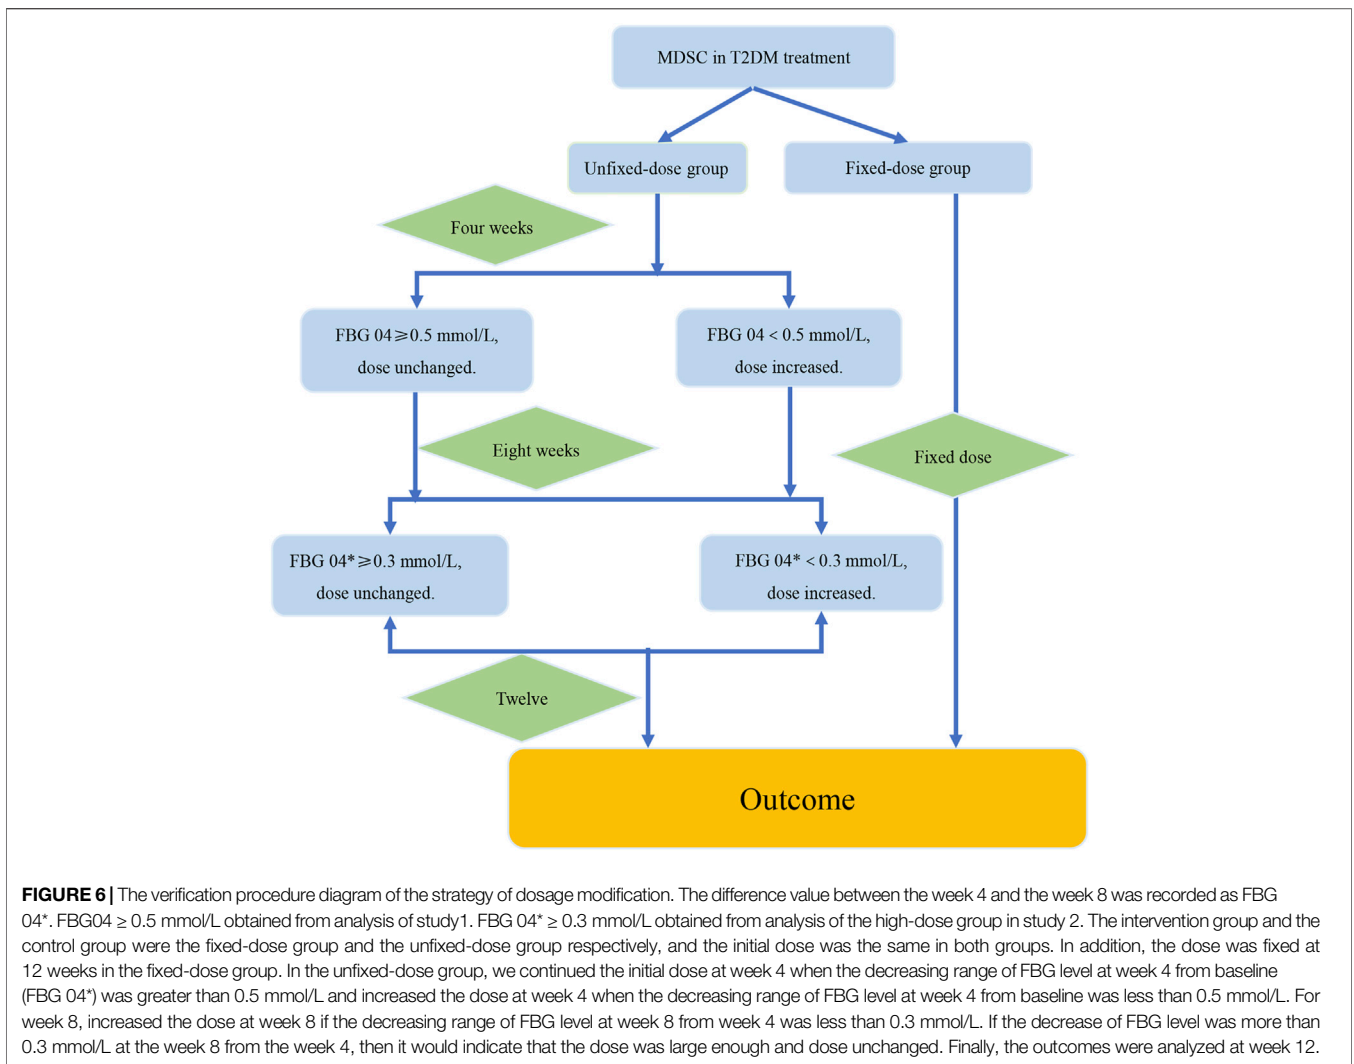 MDSC in T2DM treatment
Unfixed-dose group
Fixed-dose group
Four weeks
FBG 04≥0.5 mmol/L,
dose unchanged.
FBG 04 < 0.5 mmol/L,
dose increased.
Eight weeks
Fixed dose
FBG 04* ≥0.3 mmol/L,
dose unchanged.
FBG 04* < 0.3 mmol/L,
dose increased.
Twelve
Outcome
FIGURE 6 | The verification procedure diagram of the strategy of dosage modification. The difference value between the week 4 and the week 8 was recorded as FBG
04*. FBG04 ≥ 0.5 mmol/L obtained from analysis of study1. FBG 04* ≥ 0.3 mmol/L obtained from analysis of the high-dose group in study 2. The intervention group and the
control group were the fixed-dose group and the unfixed-dose group respectively, and the initial dose was the same in both groups. In addition, the dose was fixed at
12 weeks in the fixed-dose group. In the unfixed-dose group, we continued the initial dose at week 4 when the decreasing range of FBG level at week 4 from baseline
(FBG 04*) was greater than 0.5 mmol/L and increased the dose at week 4 when the decreasing range of FBG level at week 4 from baseline was less than 0.5 mmol/L. For
week 8, increased the dose at week 8 if the decreasing range of FBG level at week 8 from week 4 was less than 0.3 mmol/L. If the decrease of FBG level was more than
0.3 mmol/L at the week 8 from the week 4, then it would indicate that the dose was large enough and dose unchanged. Finally, the outcomes were analyzed at week 12.